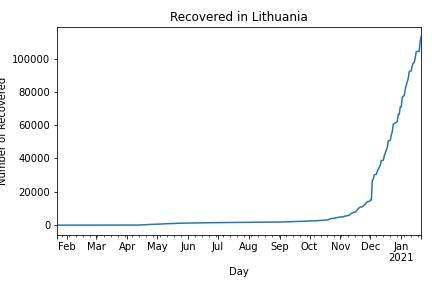 Recovered in Lithuania
Number of Recovered
100000
80000
60000
40000
20000
0
Feb Mar Apr May Jun Jul Aug Sep Oct Nov Dec Jan
2021
Day